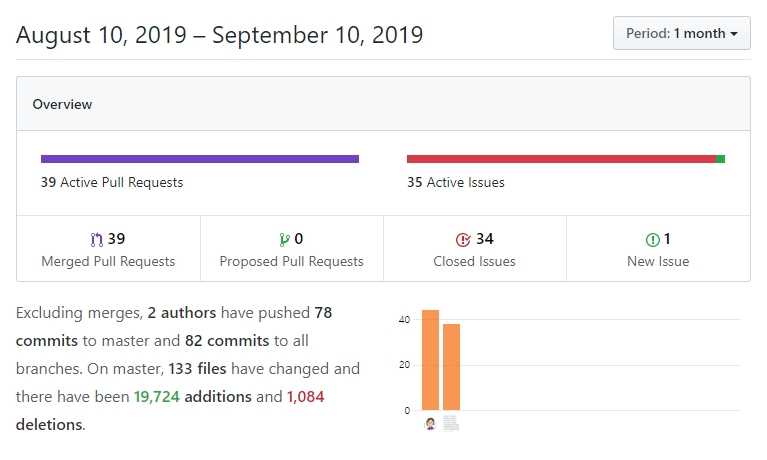 August 10, 2019 – September 10, 2019
Period: 1 month
Overview
39 Active Pull Requests
35 Active Issues
39
Merged Pull Requests
0
Proposed Pull Requests
34
Closed Issues
1
New Issue
Excluding merges, 2 authors have pushed 78
commits to master and 82 commits to all
branches. On master, 133 files have changed and
there have been 19,724 additions and 1,084
deletions.
40
20
0